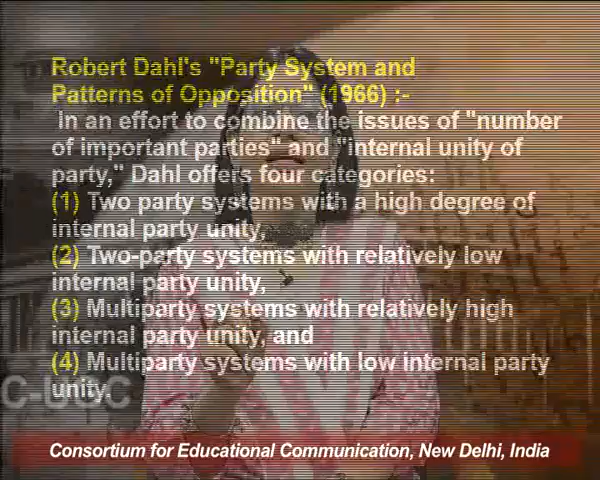 Robert Dahl's "Party System and
Patterns of Opposition" (1966) :-
In an effort to combine the issues of "number
of important parties" and "internal unity of
party," Dahl offers four categories:
(1) Two party systems with a high degree of
internal party unity,
(2) Two-party systems with relatively low
internal party unity,
(3) Multiparty systems with relatively high
internal party unity, and
(4) Multiparty systems with low internal party
unity.
C-UGC
Consortium for Educational Communication, New Delhi, India